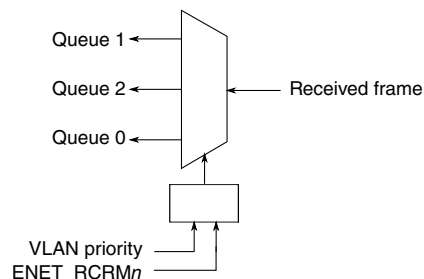 Queue 1
Queue 2
Received frame
Queue 0
VLAN priority
ENET_RCRMn